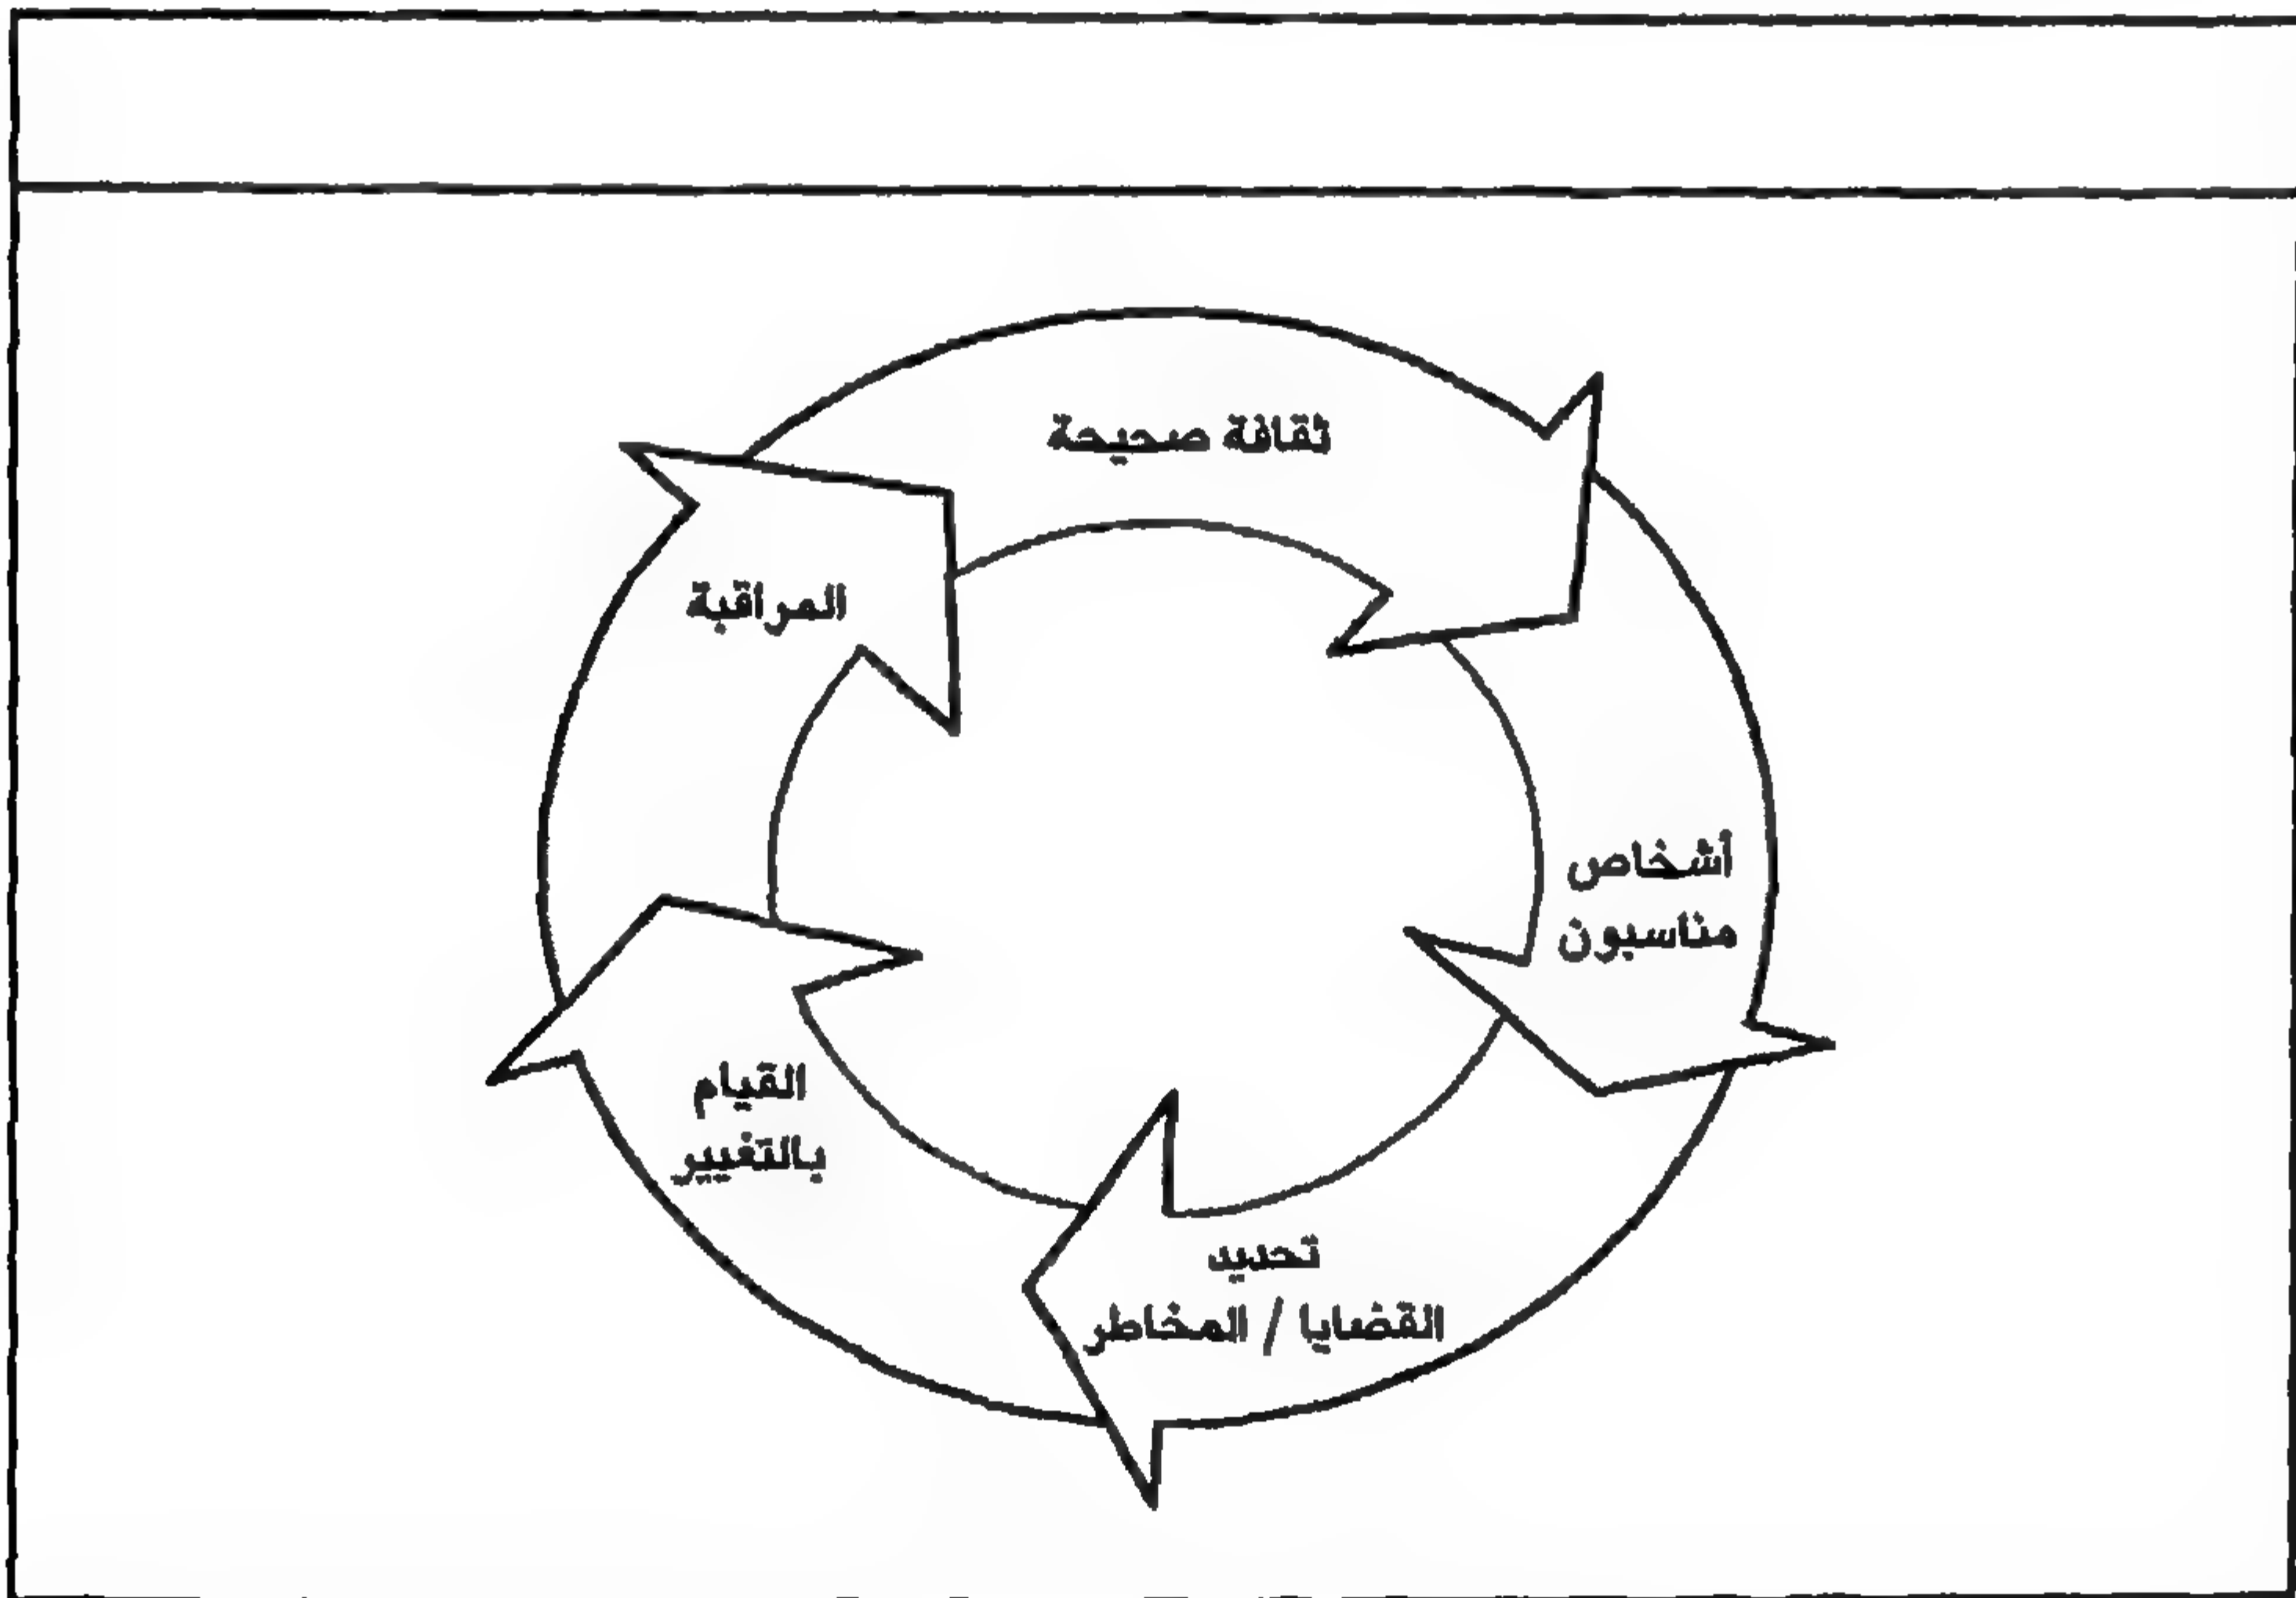 ثقافة صحيحة
أشخاص
مناسبون
تحديد
القضايا / المخاطر
القيام
بالتغيير
المراقبة